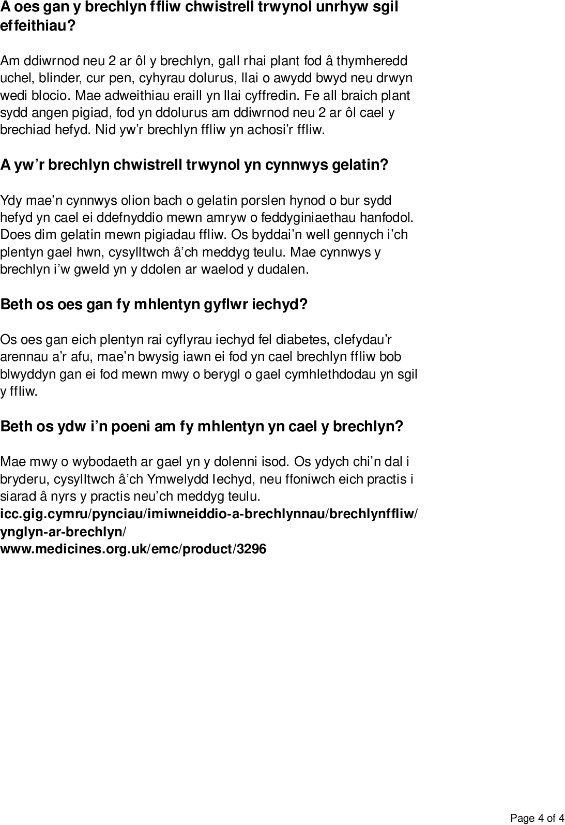 A oes gan y brechlyn ffliw chwistrell trwynol unrhyw sgil
effeithiau?
Am ddiwrnod neu 2 ar ôl y brechlyn, gall rhai plant fod â thymheredd
uchel, blinder, cur pen, cyhyrau dolurus, llai o awydd bwyd neu drwyn
wedi blocio. Mae adweithiau eraill yn llai cyffredin. Fe all braich plant
sydd angen pigiad, fod yn ddolurus am ddiwrnod neu 2 ar ôl cael y
brechiad hefyd. Nid yw'r brechlyn ffliw yn achosi'r ffliw.
A yw'r brechlyn chwistrell trwynol yn cynnwys gelatin?
Ydy mae'n cynnwys olion bach o gelatin porslen hynod o bur sydd
hefyd yn cael ei ddefnyddio mewn amryw o feddyginiaethau hanfodol.
Does dim gelatin mewn pigiadau ffliw. Os byddai'n well gennych i'ch
plentyn gael hwn, cysylltwch â'ch meddyg teulu. Mae cynnwys y
brechlyn i'w gweld yn y ddolen ar waelod y dudalen.
Beth os oes gan fy mhlentyn gyflwr iechyd?
Os oes gan eich plentyn rai cyflyrau iechyd fel diabetes, clefydau'r
arennau a'r afu, mae'n bwysig iawn ei fod yn cael brechlyn ffliw bob
blwyddyn gan ei fod mewn mwy o berygl o gael cymhlethdodau yn sgil
y ffliw.
Beth os ydw i'n poeni am fy mhlentyn yn cael y brechlyn?
Mae mwy o wybodaeth ar gael yn y dolenni isod. Os ydych chi'n dal i
bryderu, cysylltwch â'ch Ymwelydd Iechyd, neu ffoniwch eich practis i
siarad â nyrs y practis neu'ch meddyg teulu.
icc.gig.cymru/pynciau/imiwneiddio-a-brechlynnau/brechlynffliw/
ynglyn-ar-brechlyn/
www.medicines.org.uk/emc/product/3296
Page 4 of 4